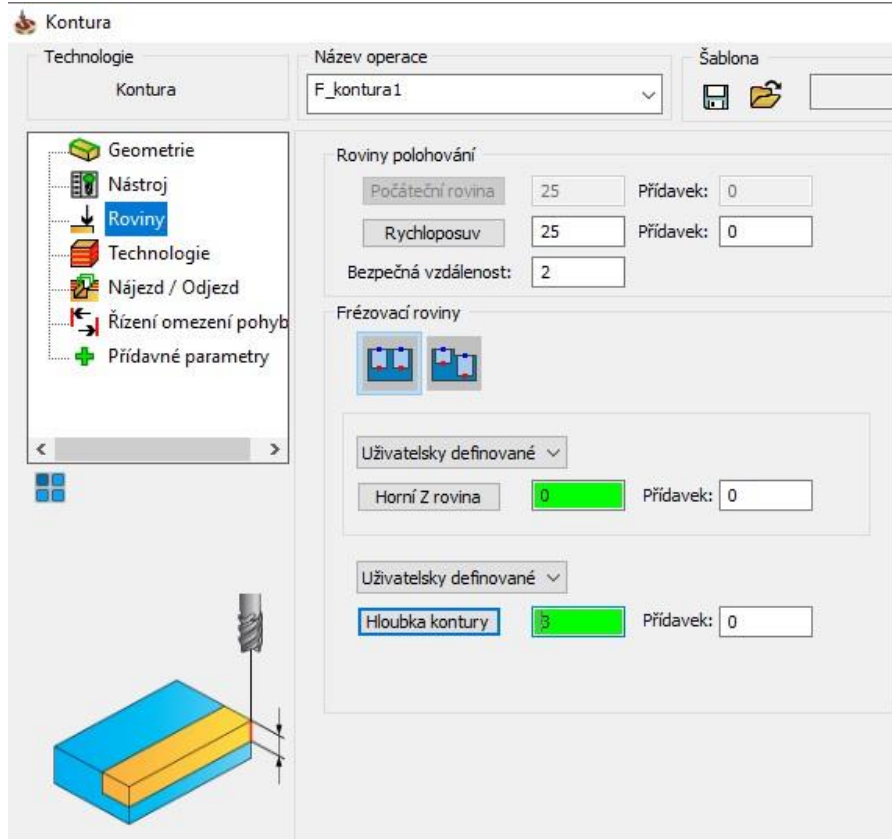 Kontura
Technologie
Kontura
Název operace
F_kontura1
Šablona
Geometrie
Nástroj
Roviny
Technologie
Nájezd / Odjezd
Řízení omezení pohyb
Přídavné parametry
Roviny polohování
Počáteční rovina 25 Přídavek: 0
Rychloposuv 25 Přídavek: 0
Bezpečná vzdálenost: 2
Frézovací roviny
Uživatelsky definované
Horní Z rovina 0 Přídavek: 0
Uživatelsky definované
Hloubka kontury 3 Přídavek: 0